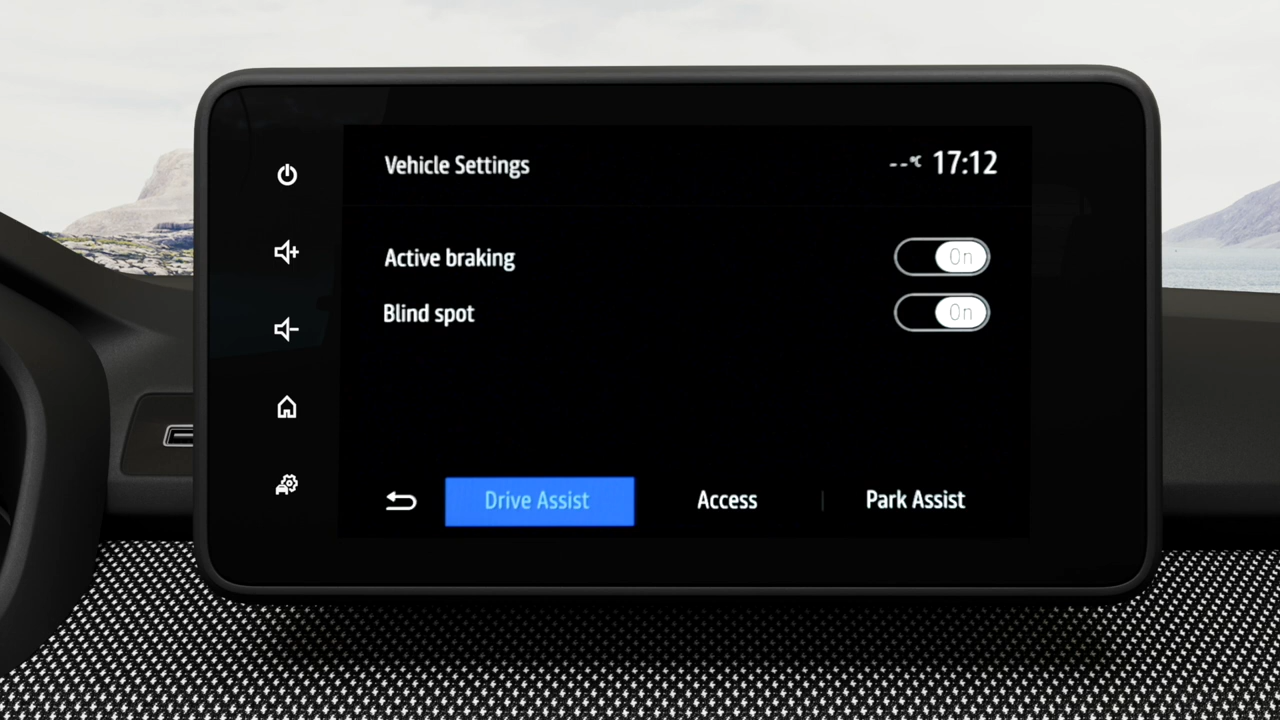 Vehicle Settings
--°C 17:12
Active braking On
Blind spot On
Drive Assist Access Park Assist